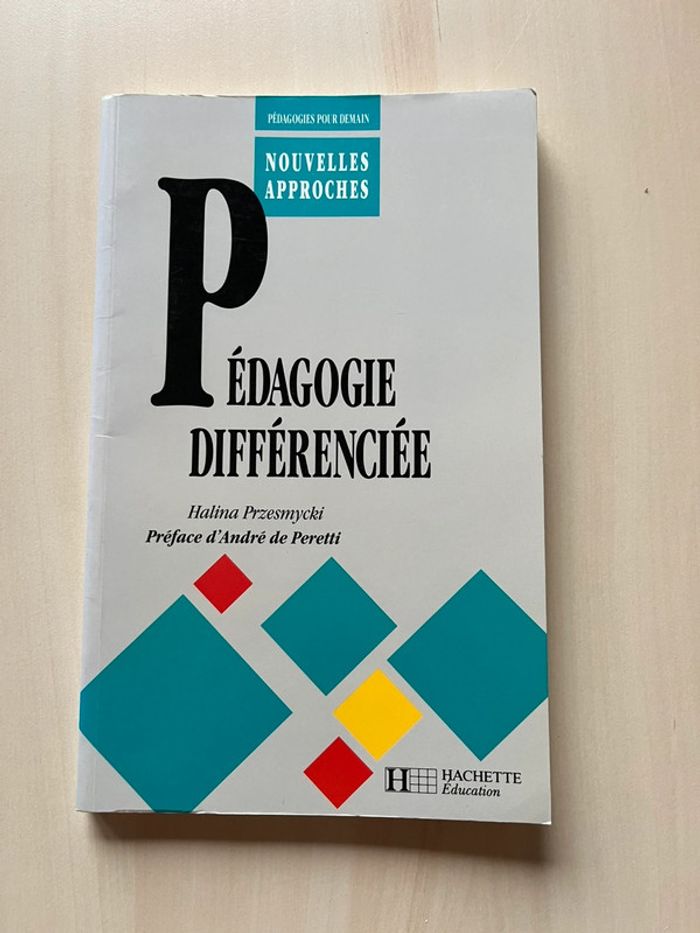 PÉDAGOGIES POUR DEMAIN
NOUVELLES
APPROCHES
PÉDAGOGIE
DIFFÉRENCIÉE
Halina Przesmycki
Préface d'André de Peretti
H HACHETTE
Éducation